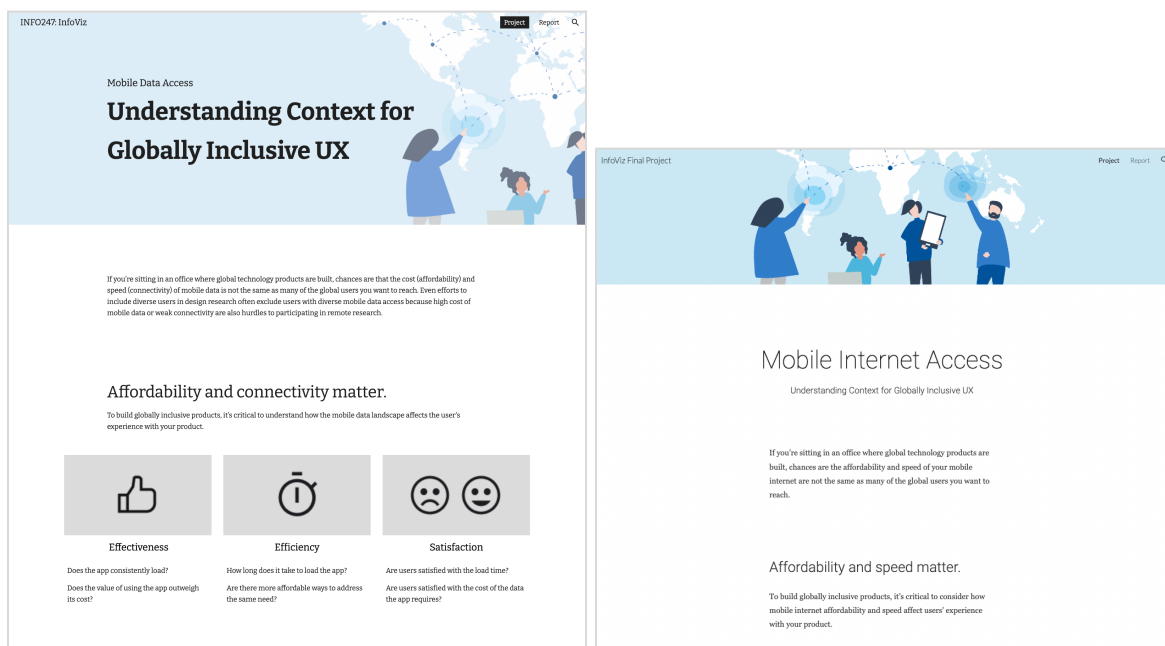 INFO247: InfoViz
Project
Report
Mobile Data Access
Understanding Context for
Globally Inclusive UX
If you're sitting in an office where global technology products are built, chances are that the cost (affordability) and
speed (connectivity) of mobile data is not the same as many of the global users you want to reach. Even efforts to
include diverse users in design research often exclude users with diverse mobile data access because high cost of
mobile data or weak connectivity are also hurdles to participating in remote research.
Affordability and connectivity matter.
To build globally inclusive products, it's critical to understand how the mobile data landscape affects the user's
experience with your product.
Effectiveness
Does the app consistently load?
Does the value of using the app outweigh
its cost?
Efficiency
How long does it take to load the app?
Are there more affordable ways to address
the same need?
Satisfaction
Are users satisfied with the load time?
Are users satisfied with the cost of the data
the app requires?
InfoViz Final Project
Project
Report
Mobile Internet Access
Understanding Context for Globally Inclusive UX
If you're sitting in an office where global technology products are
built, chances are the affordability and speed of your mobile
internet are not the same as many of the global users you want to
reach.
Affordability and speed matter.
To build globally inclusive products, it's critical to consider how
mobile internet affordability and speed affect users' experience
with your product.